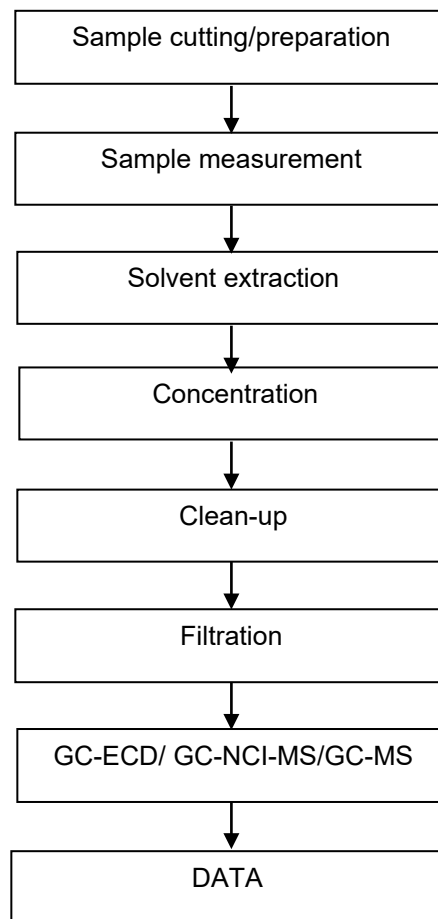 Sample cutting/preparation
Sample measurement
Solvent extraction
Concentration
Clean-up
Filtration
GC-ECD/ GC-NCI-MS/GC-MS
DATA